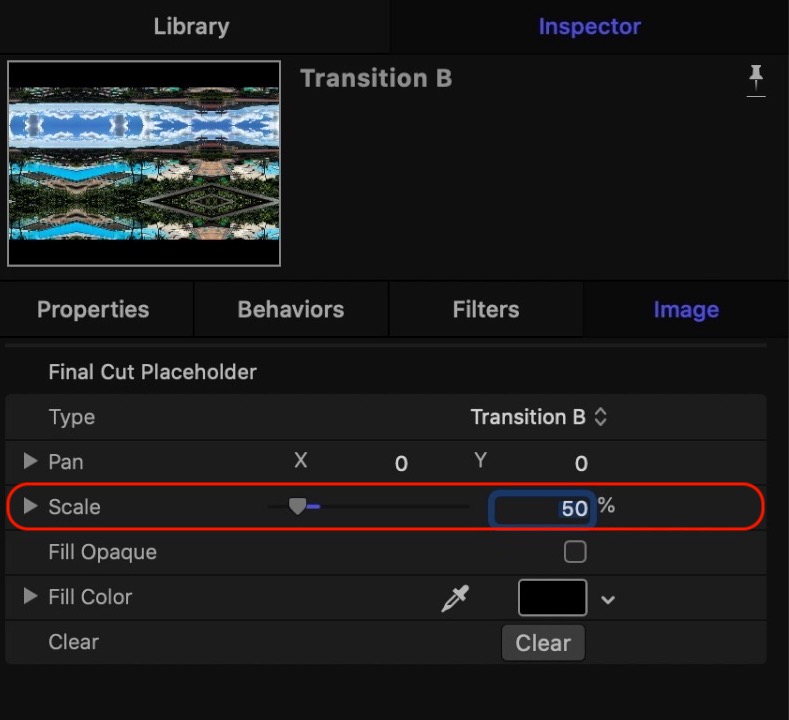 Library Inspector
Transition B
Properties Behaviors Filters Image
Final Cut Placeholder
Type Transition B
Pan X 0 Y 0
Scale 50 %
Fill Opaque
Fill Color
Clear Clear